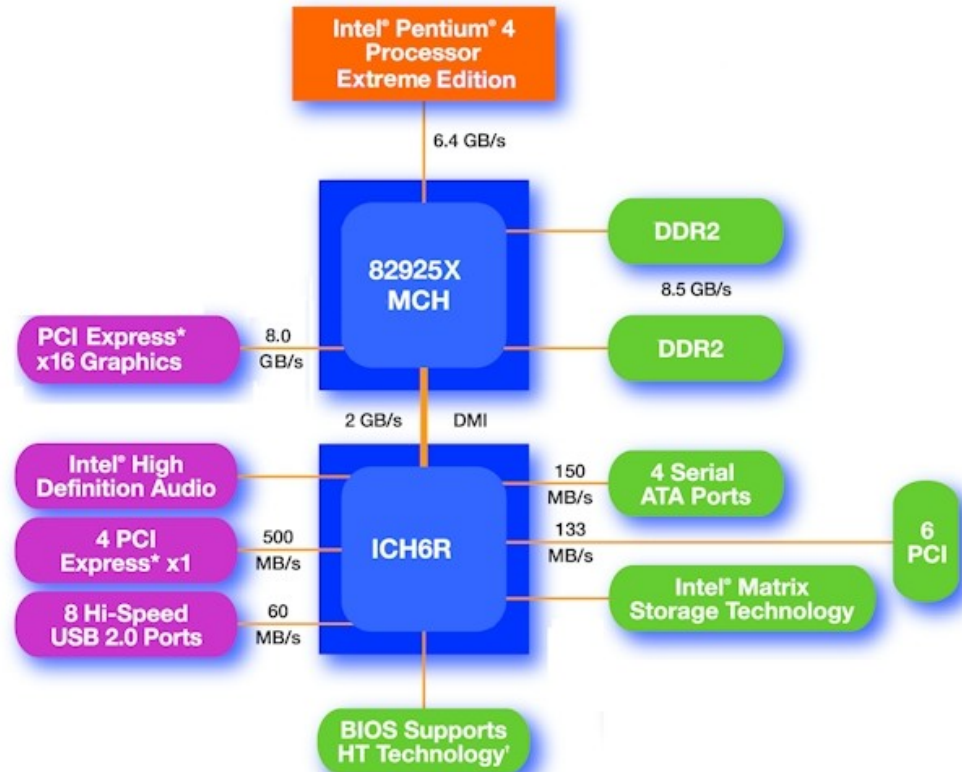 Intel® Pentium® 4
Processor
Extreme Edition
6.4 GB/s
82925X
MCH
DDR2
8.5 GB/s
DDR2
PCI Express*
x16 Graphics
8.0
GB/s
2 GB/s
DMI
Intel® High
Definition Audio
4 PCI
Express* x1
500
MB/s
8 Hi-Speed
USB 2.0 Ports
60
MB/s
ICH6R
150
MB/s
4 Serial
ATA Ports
133
MB/s
6
PCI
Intel® Matrix
Storage Technology
BIOS Supports
HT Technology†